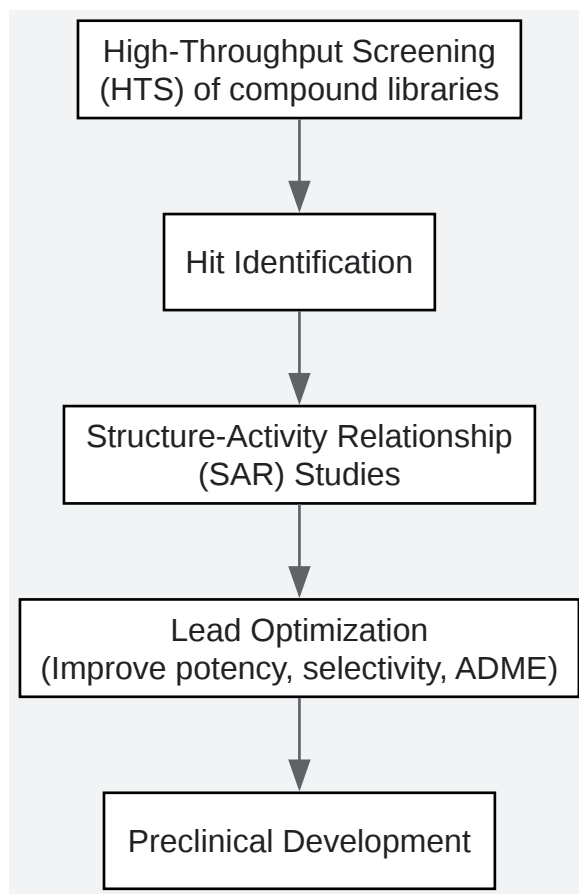 High-Throughput Screening
(HTS) of compound libraries
Hit Identification
Structure-Activity Relationship
(SAR) Studies
Lead Optimization
(Improve potency, selectivity, ADME)
Preclinical Development